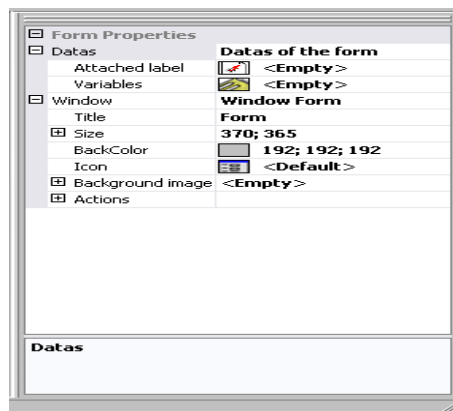 Form Properties
Datas Datas of the form
Attached label <Empty>
Variables <Empty>
Window Window Form
Title Form
Size 370; 365
BackColor 192; 192; 192
Icon <Default>
Background image <Empty>
Actions
Datas